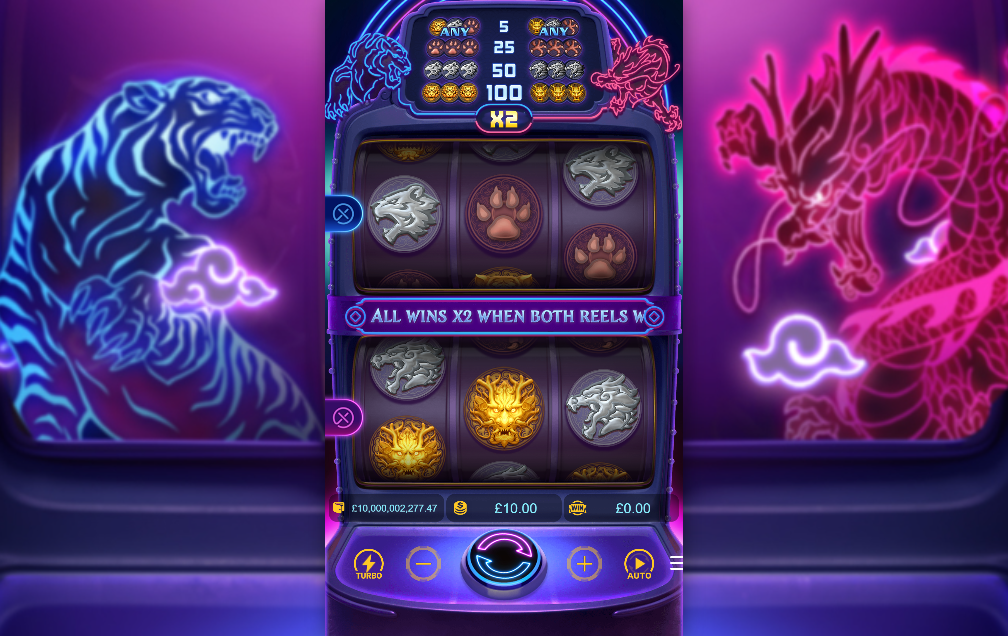 ANY 5 ANY
25
50
100
X2
ALL WINS X2 WHEN BOTH REELS
£10,000,002,277.47 £10.00 WIN £0.00
TURBO AUTO